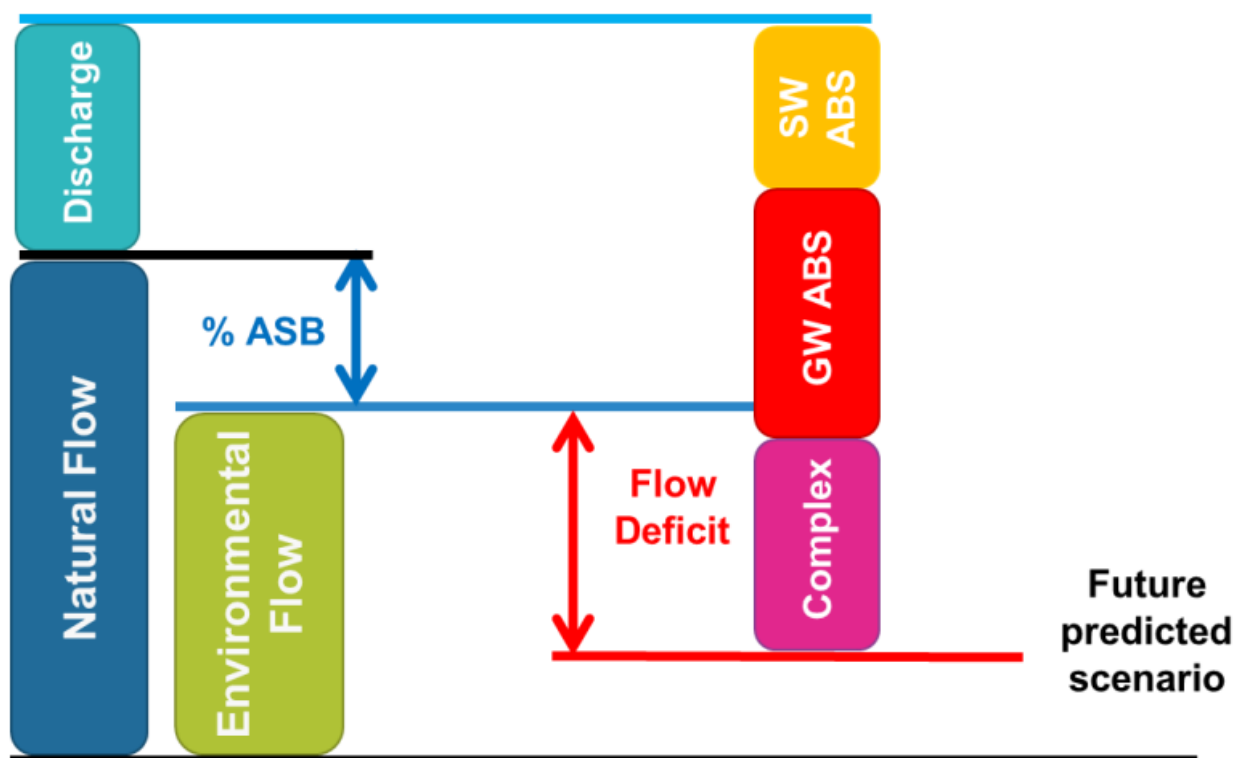 Discharge
SW
ABS
GW ABS
% ASB
Natural Flow
Environmental
Flow
Flow
Deficit
Complex
Future
predicted
scenario